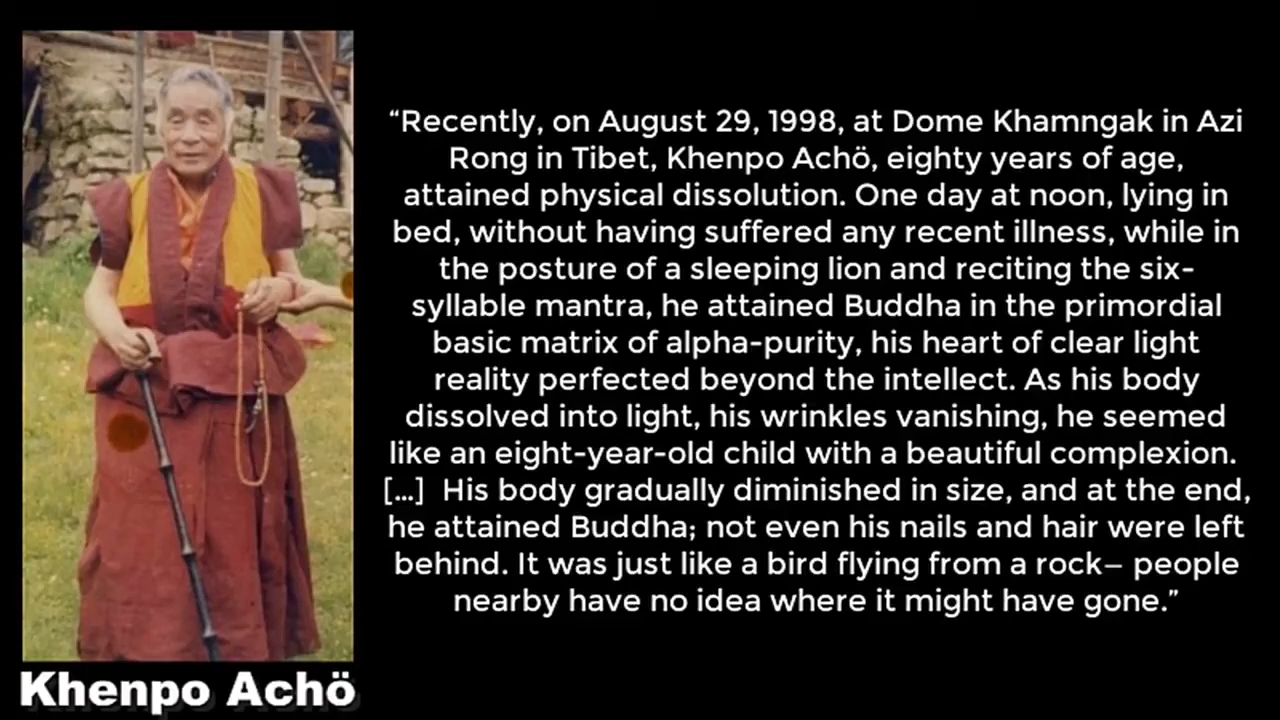 “Recently, on August 29, 1998, at Dome Khamngak in Azi
Rong in Tibet, Khenpo Achö, eighty years of age,
attained physical dissolution. One day at noon, lying in
bed, without having suffered any recent illness, while in
the posture of a sleeping lion and reciting the six-
syllable mantra, he attained Buddha in the primordial
basic matrix of alpha-purity, his heart of clear light
reality perfected beyond the intellect. As his body
dissolved into light, his wrinkles vanishing, he seemed
like an eight-year-old child with a beautiful complexion.
[...]  His body gradually diminished in size, and at the end,
he attained Buddha; not even his nails and hair were left
behind. It was just like a bird flying from a rock— people
nearby have no idea where it might have gone.”
Khenpo Achö